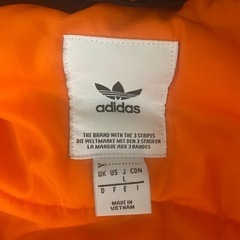 adidas
THE BRAND WITH THE 3 STRIPES
DIE WELTMARKE MIT DEN 3 STREIFEN
LA MARQUE AUX 3 BANDES
UK US J CDN
L
D F E I
MADE IN
VIETNAM